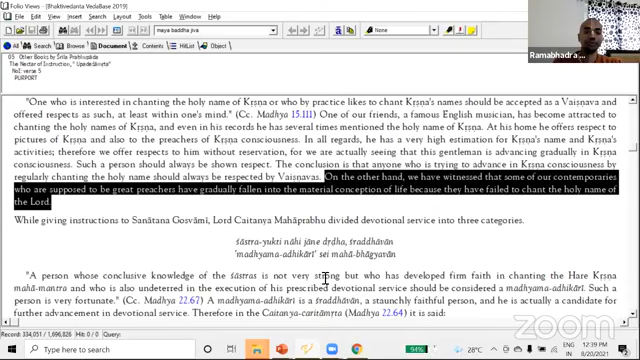 Folio Views - [Bhaktivedanta VedaBase 2019]
File Edit View Search Layout Tools Window Help
maya baddha jiva
All Browse Search Document Contents Hit List Object
05 Other Books by Śrīla Prabhupāda
The Nectar of Instruction, "Upadeśāmṛta"
NoI: verse 5
PURPORT
"One who is interested in chanting the holy name of Kṛṣṇa or who by practice likes to chant Kṛṣṇa's names should be accepted as a Vaiṣṇava and
offered respects as such, at least within one's mind." (Cc. Madhya 15.111) One of our friends, a famous English musician, has become attracted to
chanting the holy names of Kṛṣṇa, and even in his records he has several times mentioned the holy name of Kṛṣṇa. At his home he offers respect to
pictures of Kṛṣṇa and also to the preachers of Kṛṣṇa consciousness. In all regards, he has a very high estimation for Kṛṣṇa's name and Kṛṣṇa's
activities; therefore we offer respects to him without reservation, for we are actually seeing that this gentleman is advancing gradually in Kṛṣṇa
consciousness. Such a person should always be shown respect. The conclusion is that anyone who is trying to advance in Kṛṣṇa consciousness by
regularly chanting the holy name should always be respected by Vaiṣṇavas. On the other hand, we have witnessed that some of our contemporaries
who are supposed to be great preachers have gradually fallen into the material conception of life because they have failed to chant the holy name of
the Lord.
While giving instructions to Sanātana Gosvāmī, Lord Caitanya Mahāprabhu divided devotional service into three categories.
śāstra-yukti nāhi jāne dṛḍha, śraddhāvān
'madhyama-adhikārī' sei mahā-bhāgyavān
"A person whose conclusive knowledge of the śāstras is not very strong but who has developed firm faith in chanting the Hare Kṛṣṇa
mahā-mantra and who is also undeterred in the execution of his prescribed devotional service should be considered a madhyama-adhikārī. Such a
person is very fortunate." (Cc. Madhya 22.67) A madhyama-adhikārī is a śraddhāvān, a staunchly faithful person, and he is actually a candidate for
further advancement in devotional service. Therefore in the Caitanya-caritāmṛta (Madhya 22.64) it is said:
Record: 334,051 / 1,696,826 Hit: 0 / 0 Query:
Ramabhadra
zoom
Type here to search
94%
28°C
ENG
IN
12:39 PM
8/20/2021